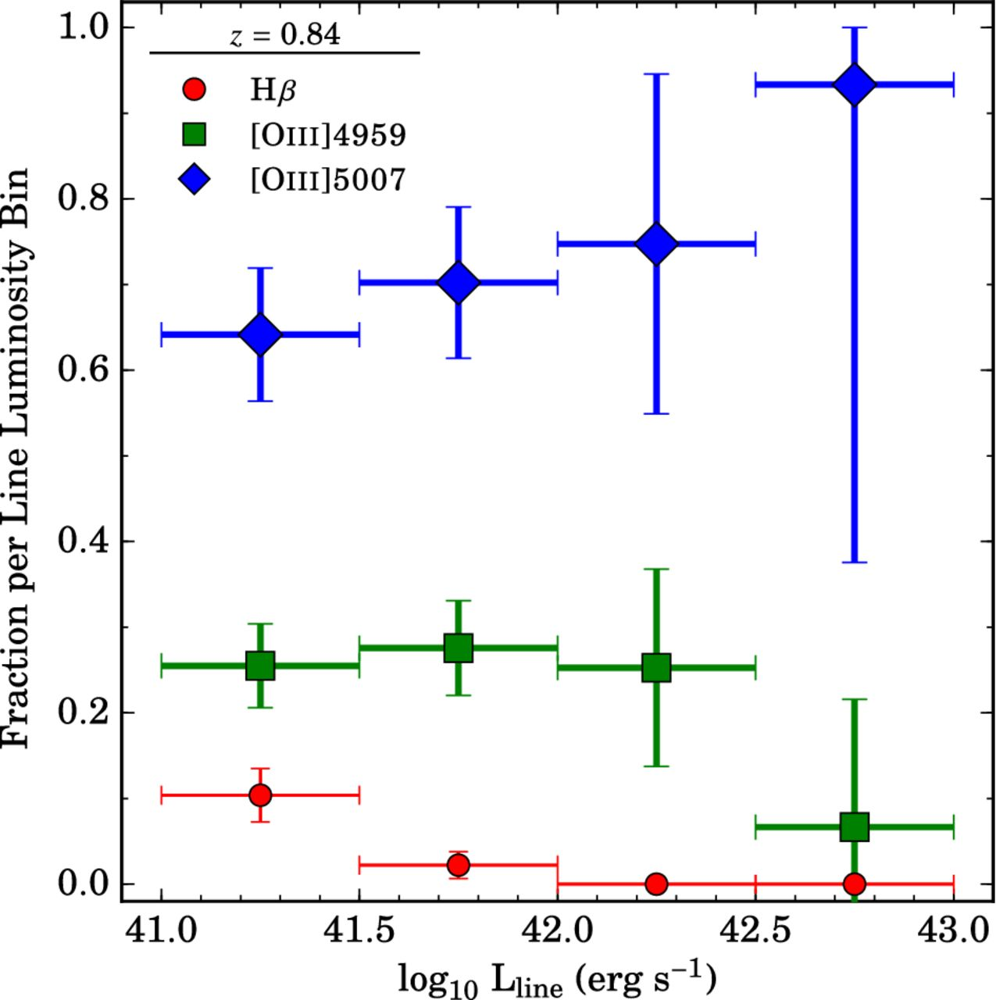 z = 0.84
Hβ
[OIII]4959
[OIII]5007
Fraction per Line Luminosity Bin
1.0
0.8
0.6
0.4
0.2
0.0
41.0 41.5 42.0 42.5 43.0
log₁₀ Lₗᵢₙₑ (erg s⁻¹)